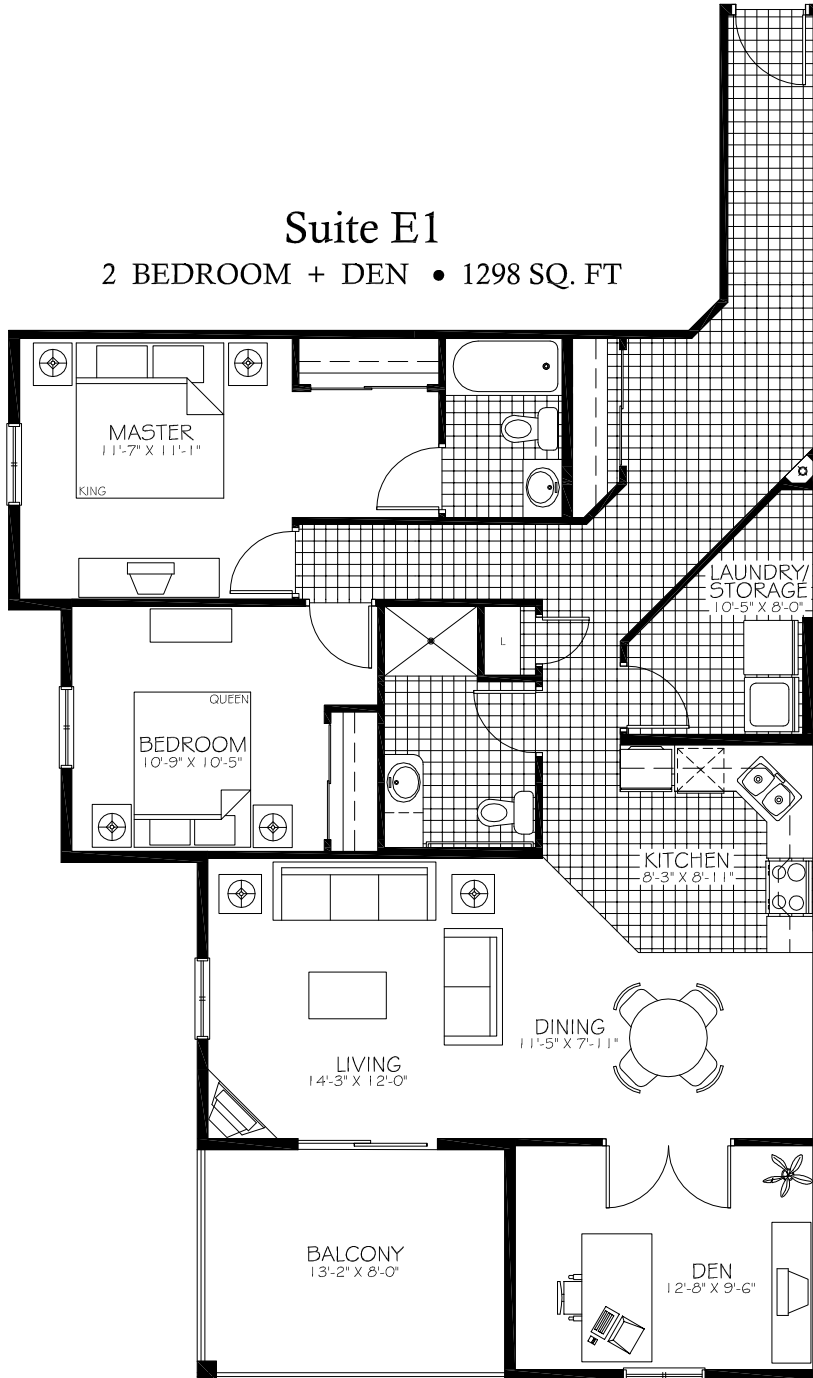 Suite E1
2 BEDROOM + DEN • 1298 SQ. FT
MASTER
11'-7" X 11'-1"
KING
LAUNDRY/
STORAGE
10'-5" X 8'-0"
L
QUEEN
BEDROOM
10'-9" X 10'-5"
KITCHEN
8'-3" X 8'-11"
DINING
11'-5" X 7'-11"
LIVING
14'-3" X 12'-0"
BALCONY
13'-2" X 8'-0"
DEN
12'-8" X 9'-6"